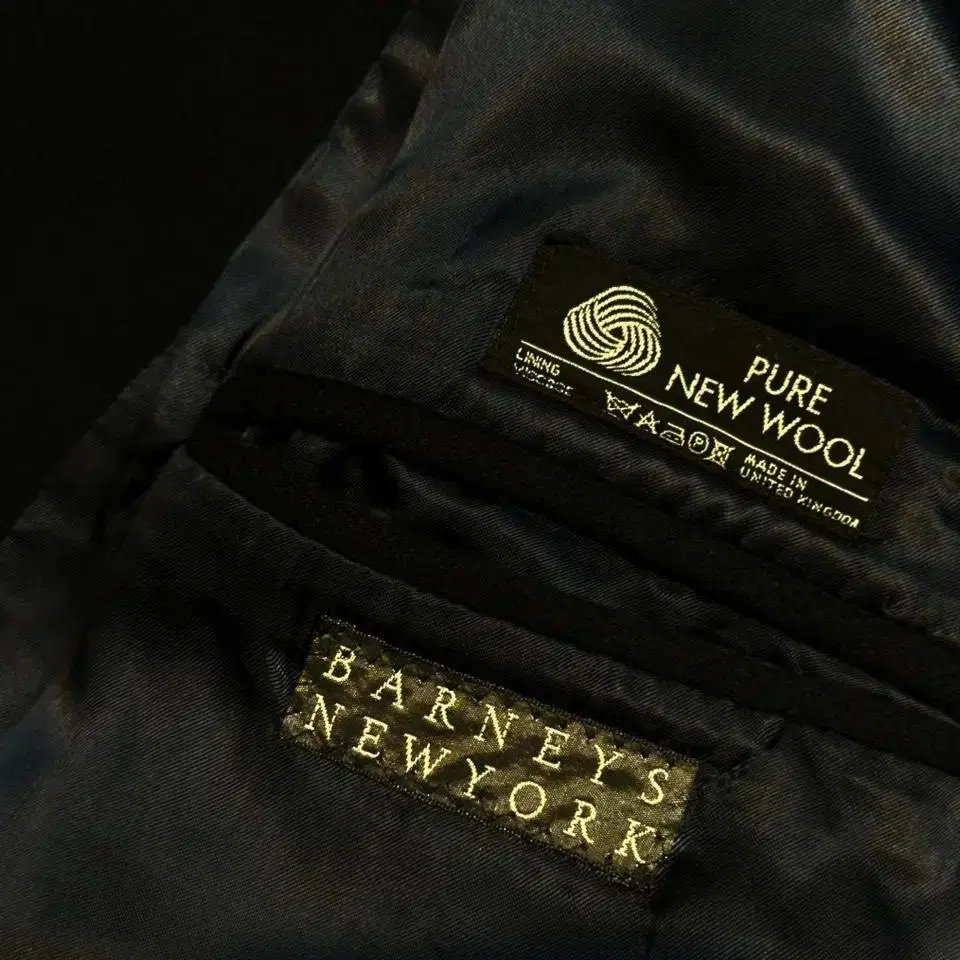 PURE
NEW WOOL
LINING
VISCOSE
MADE IN
UNITED KINGDOM
BARNEYS
NEWYORK